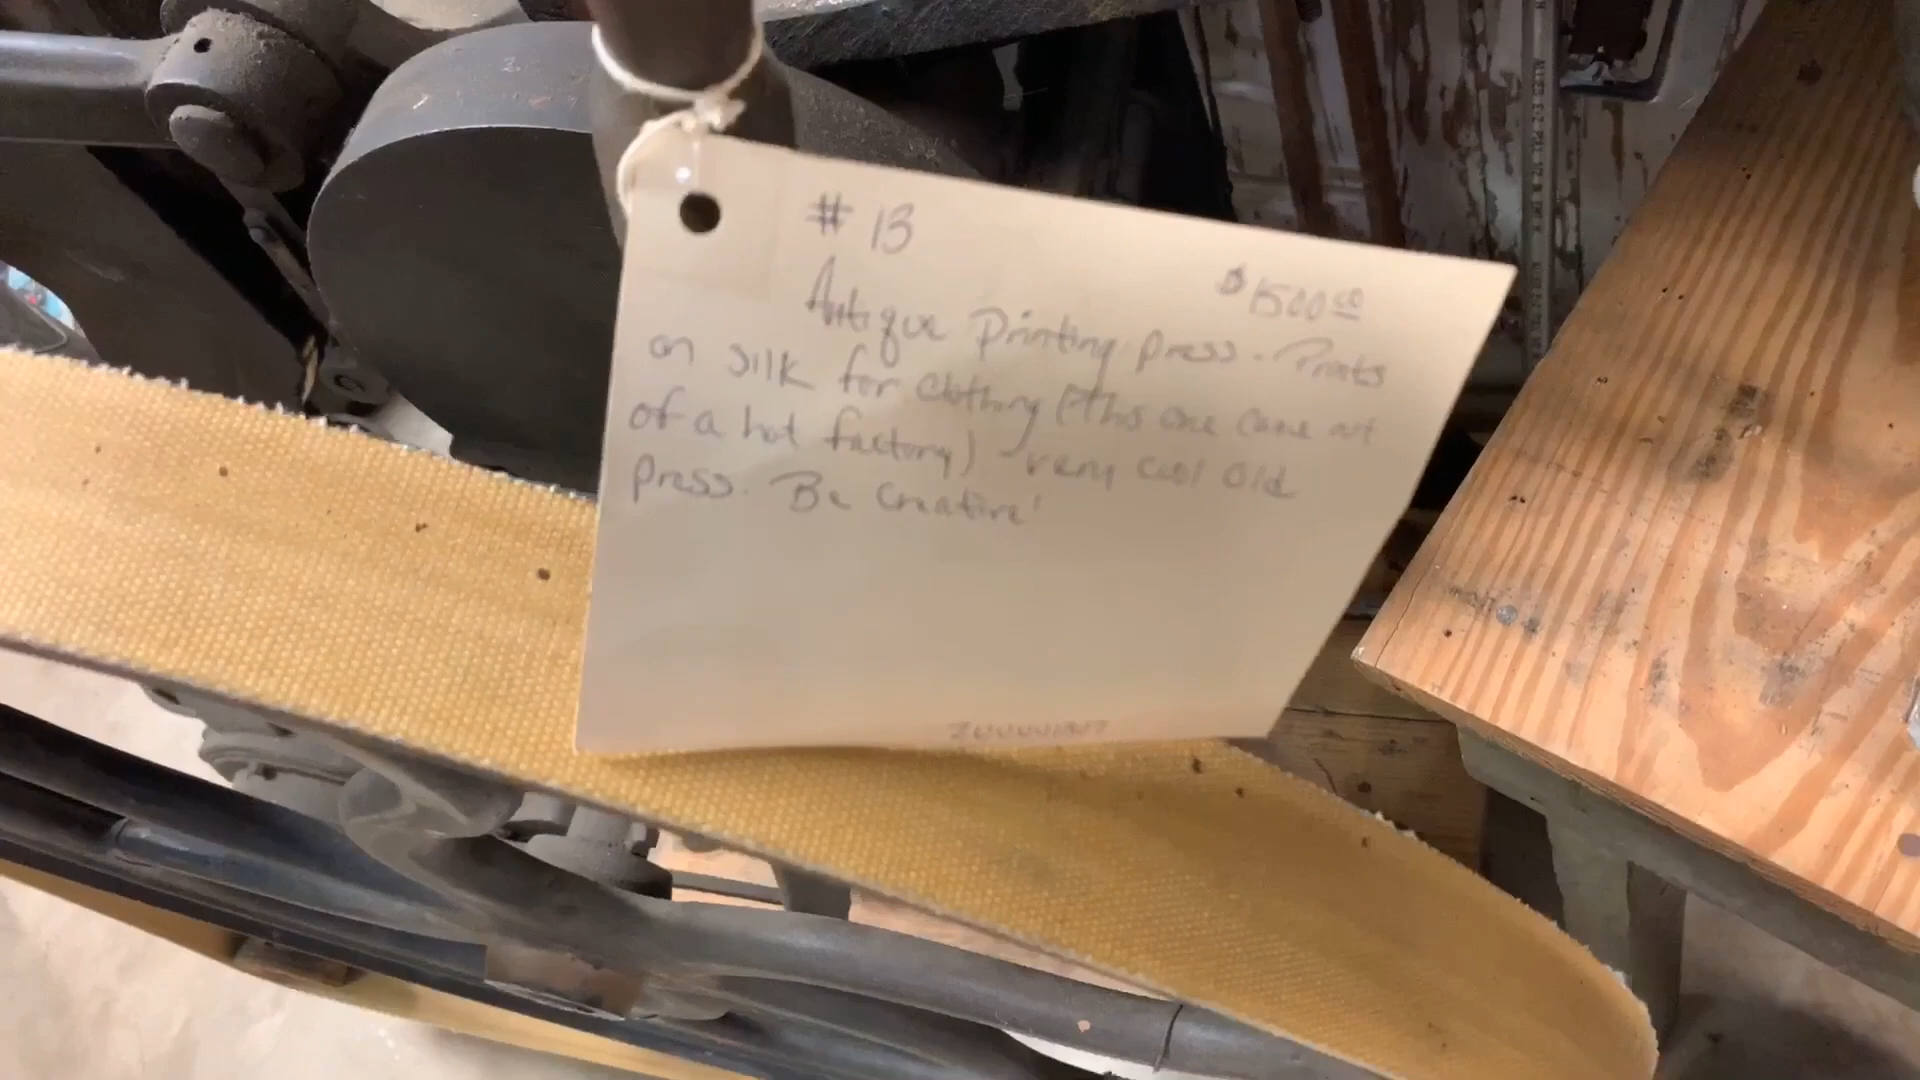 # 13
$1500.00
Antique Printing press. Prints
on silk for clothing (this one came out
of a hat factory) very cool old
press. Be Creative!